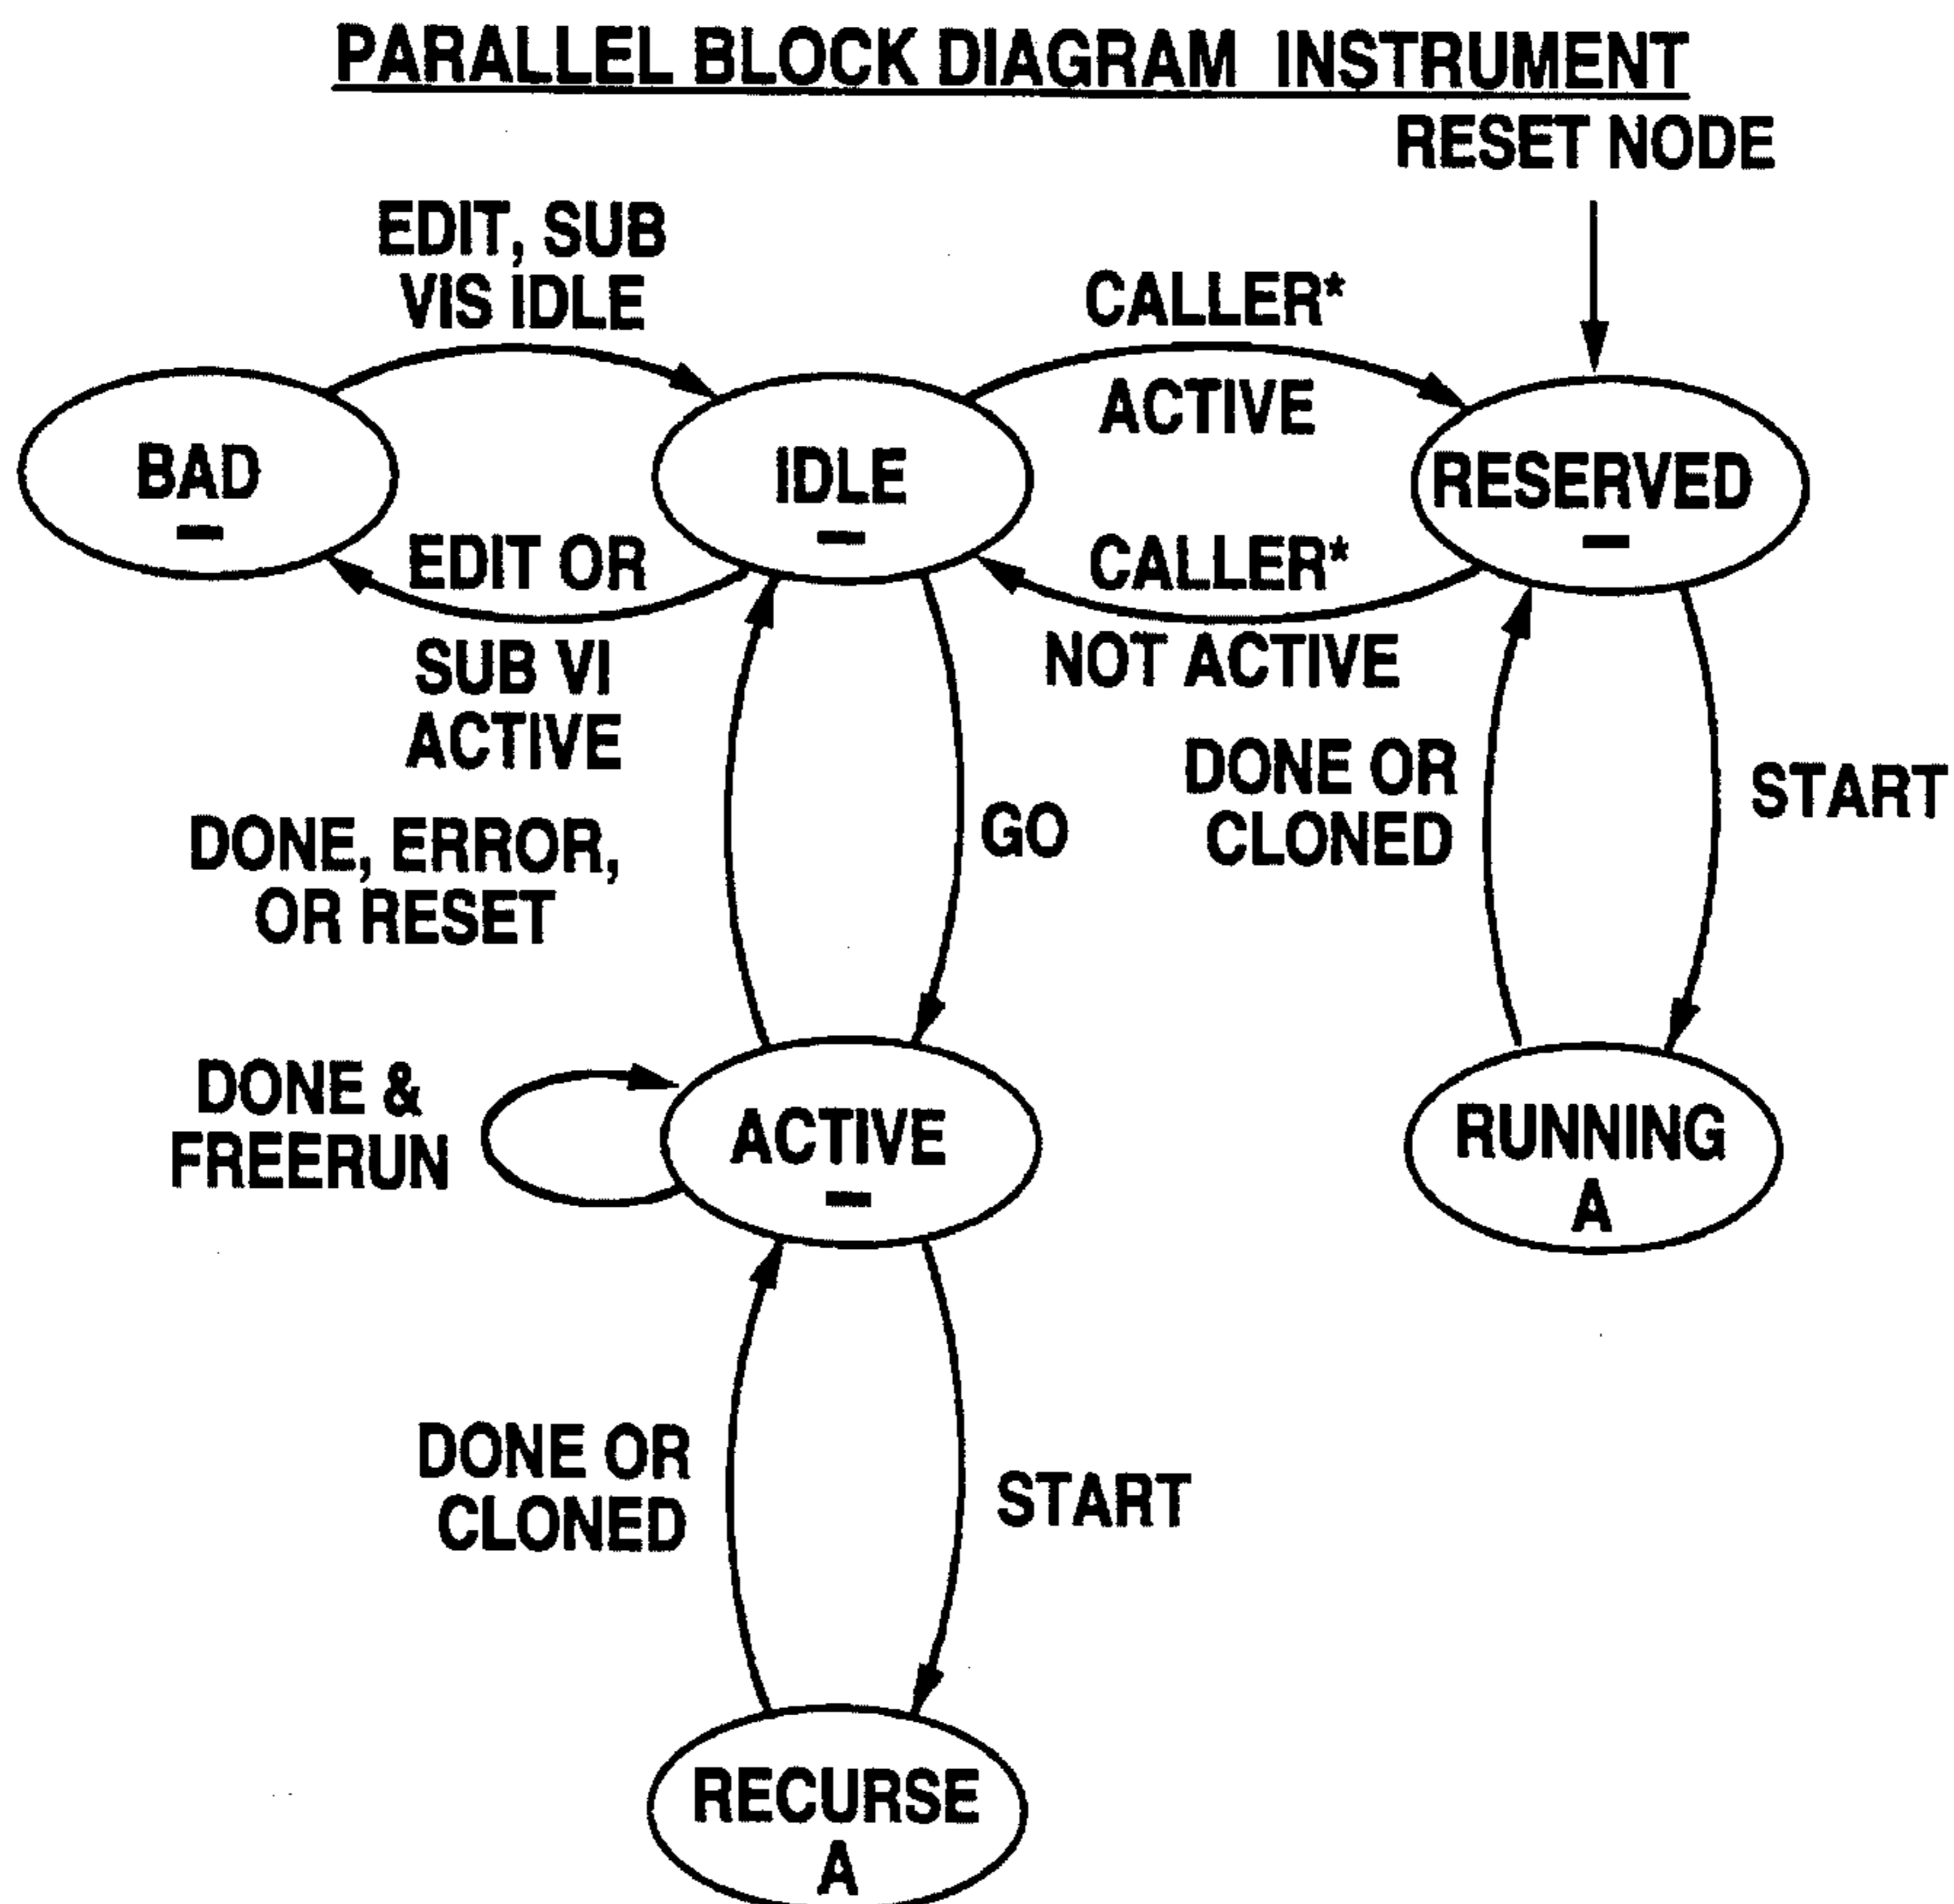 PARALLEL BLOCK DIAGRAM INSTRUMENT
RESET NODE
EDIT, SUB
VIS IDLE
CALLER*
ACTIVE
BAD
–
IDLE
–
RESERVED
–
EDIT OR
SUB VI
ACTIVE
CALLER*
NOT ACTIVE
DONE, ERROR,
OR RESET
GO
DONE OR
CLONED
START
DONE &
FREERUN
ACTIVE
–
RUNNING
A
DONE OR
CLONED
START
RECURSE
A